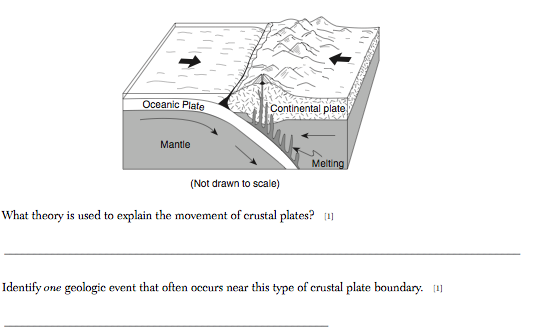 Oceanic Plate
Continental plate
Mantle
Melting
(Not drawn to scale)
What theory is used to explain the movement of crustal plates? [1]
Identify one geologic event that often occurs near this type of crustal plate boundary. [1]